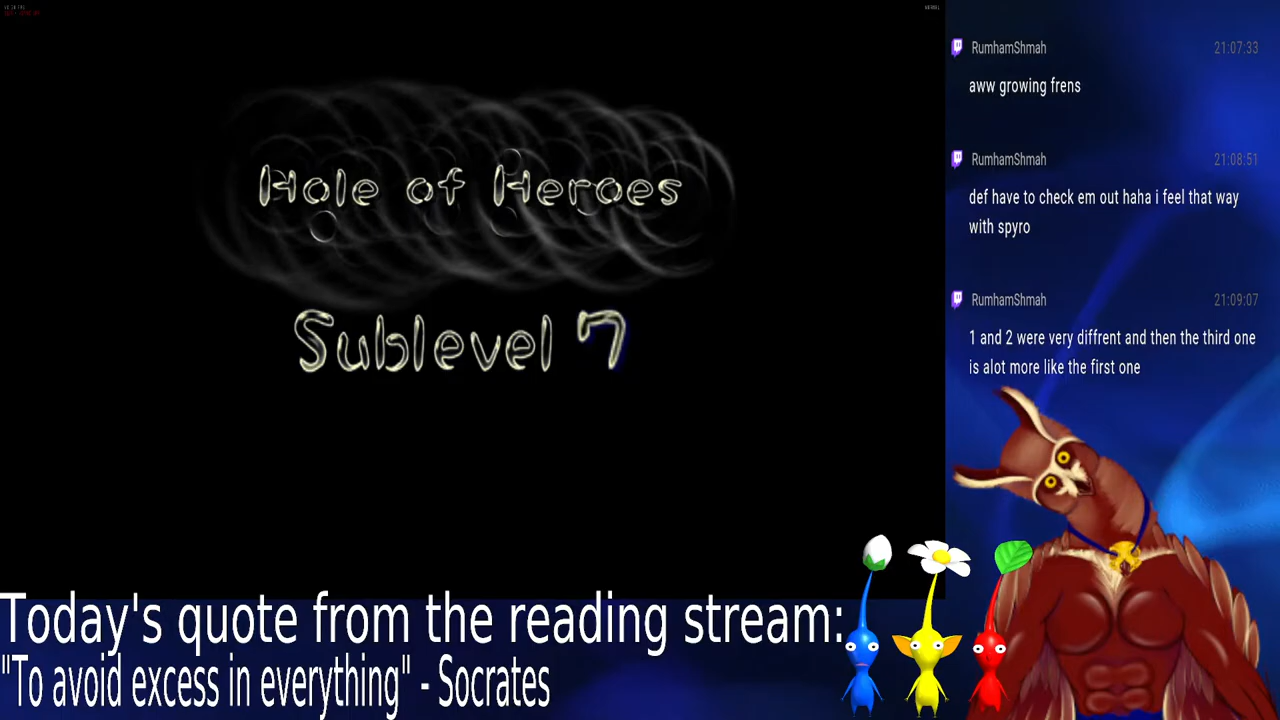 Hole of Heroes
Sublevel 7
RumhamShmah 21:07:33
aww growing frens
RumhamShmah 21:08:51
def have to check em out haha i feel that way
with spyro
RumhamShmah 21:09:07
1 and 2 were very diffrent and then the third one
is alot more like the first one
Today's quote from the reading stream:
"To avoid excess in everything" - Socrates